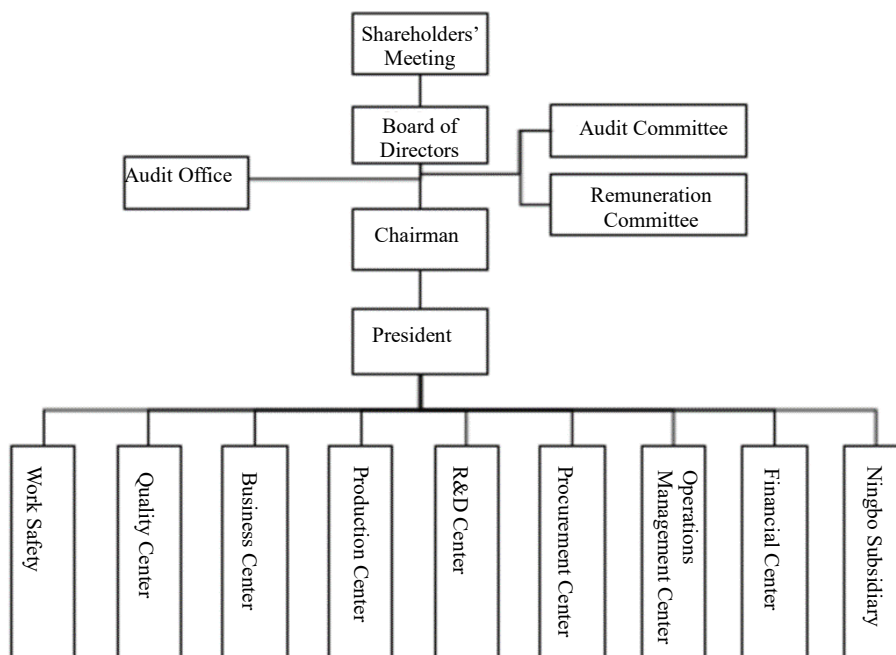 Shareholders’
Meeting
Board of
Directors
Audit Committee
Audit Office
Remuneration
Committee
Chairman
President
Work Safety
Quality Center
Business Center
Production Center
R&D Center
Procurement Center
Operations
Management Center
Financial Center
Ningbo Subsidiary